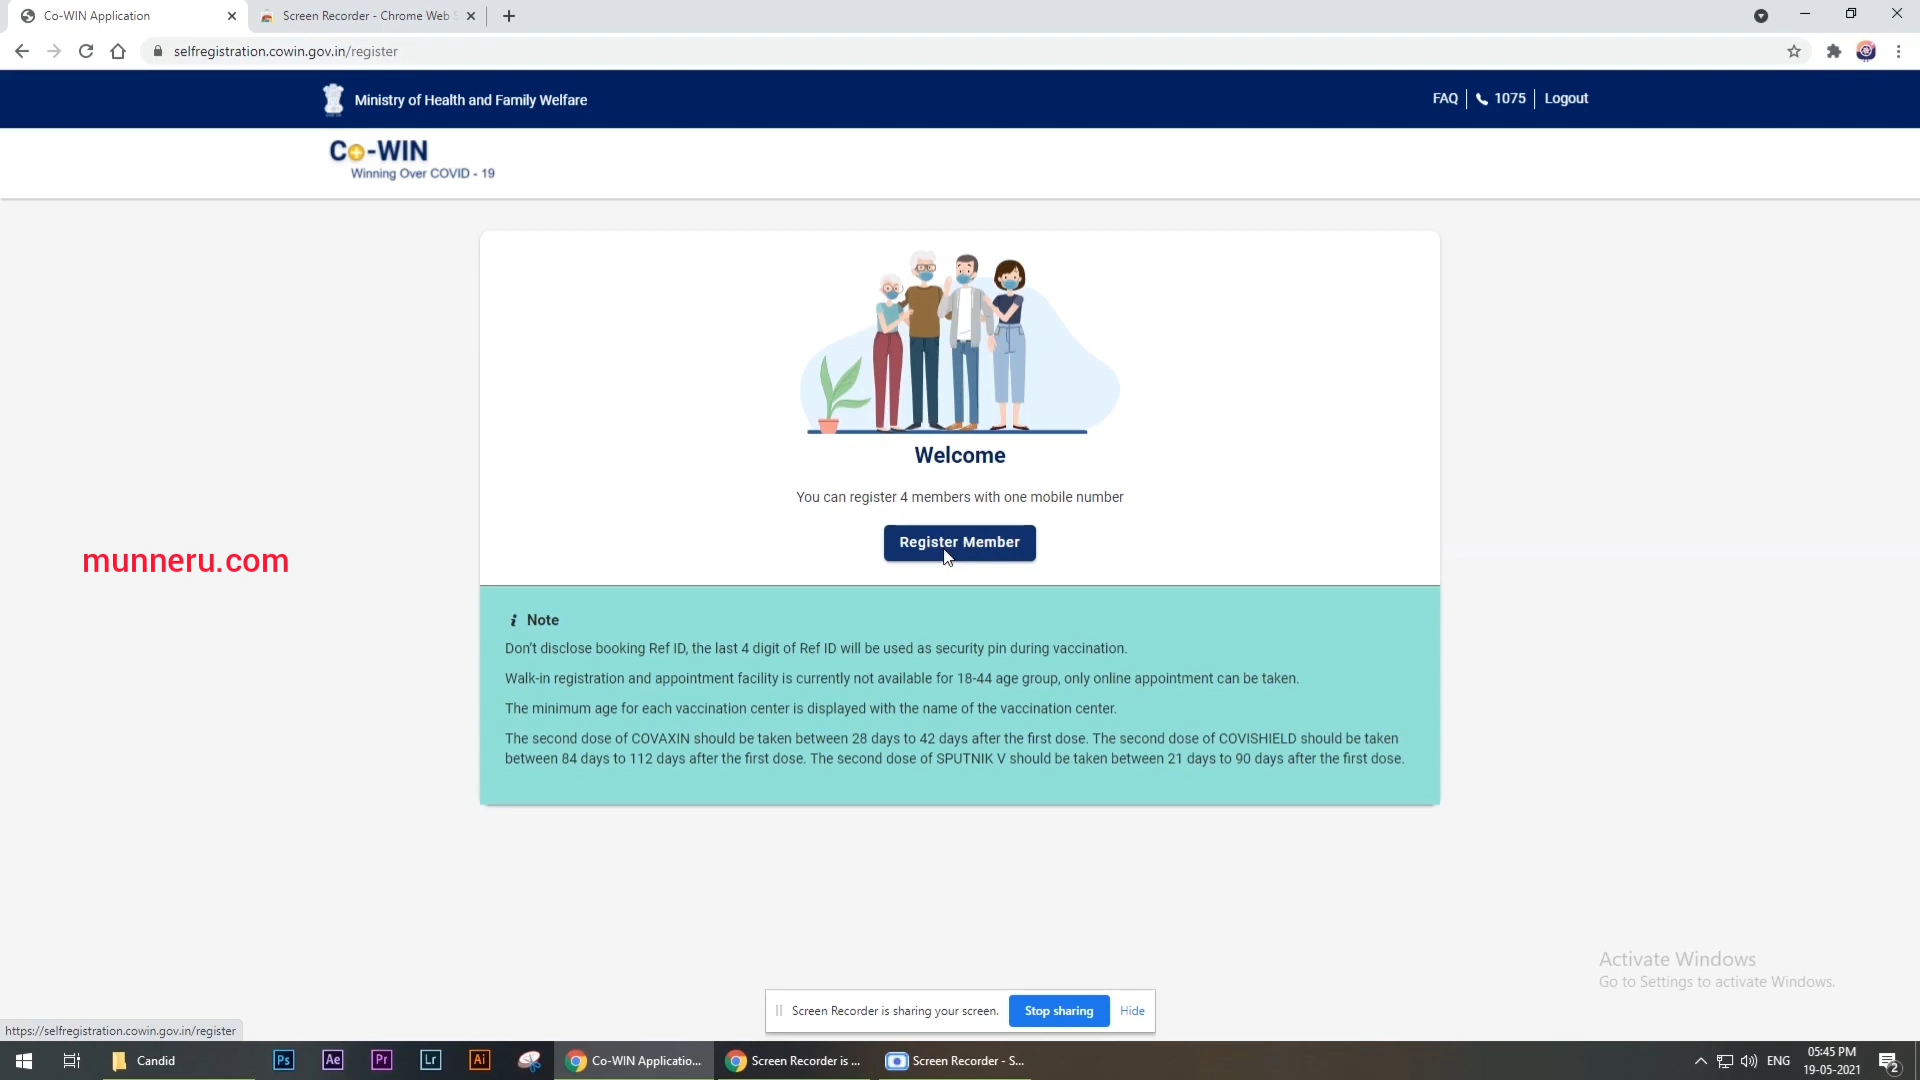 Co-WIN Application
Screen Recorder - Chrome Web
selfregistration.cowin.gov.in/register
Ministry of Health and Family Welfare
FAQ
1075
Logout
Co-WIN
Winning Over COVID - 19
Welcome
You can register 4 members with one mobile number
Register Member
munneru.com
i Note
Don't disclose booking Ref ID, the last 4 digit of Ref ID will be used as security pin during vaccination.
Walk-in registration and appointment facility is currently not available for 18-44 age group, only online appointment can be taken.
The minimum age for each vaccination center is displayed with the name of the vaccination center.
The second dose of COVAXIN should be taken between 28 days to 42 days after the first dose. The second dose of COVISHIELD should be taken
between 84 days to 112 days after the first dose. The second dose of SPUTNIK V should be taken between 21 days to 90 days after the first dose.
Activate Windows
Go to Settings to activate Windows.
Screen Recorder is sharing your screen.
Stop sharing
Hide
https://selfregistration.cowin.gov.in/register
Candid
Ps
Ae
Pr
Lr
Ai
Co-WIN Applicatio...
Screen Recorder is ...
Screen Recorder - S...
ENG
05:45 PM
19-05-2021
2